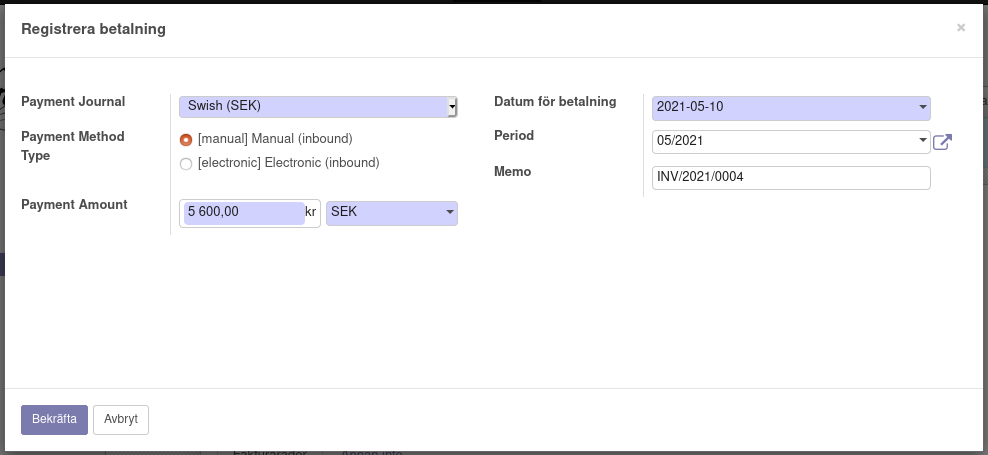 Registrera betalning
×
Payment Journal
Swish (SEK)
Payment Method
Type
[manual] Manual (inbound)
[electronic] Electronic (inbound)
Payment Amount
5 600,00 kr
SEK
Datum för betalning
2021-05-10
Period
05/2021
Memo
INV/2021/0004
Bekräfta
Avbryt